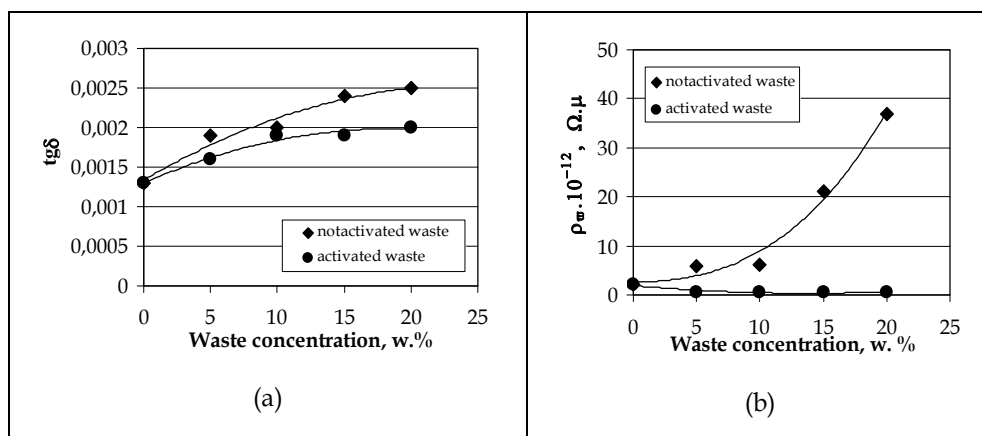 0,003
0,0025
0,002
0,0015
0,001
0,0005
0
tgδ
notactivated waste
activated waste
0 5 10 15 20 25
Waste concentration, w.%
(a)
50
40
30
20
10
0
ρϖ.10⁻¹² , Ω.μ
notactivated waste
activated waste
0 5 10 15 20 25
Waste concentration, w. %
(b)